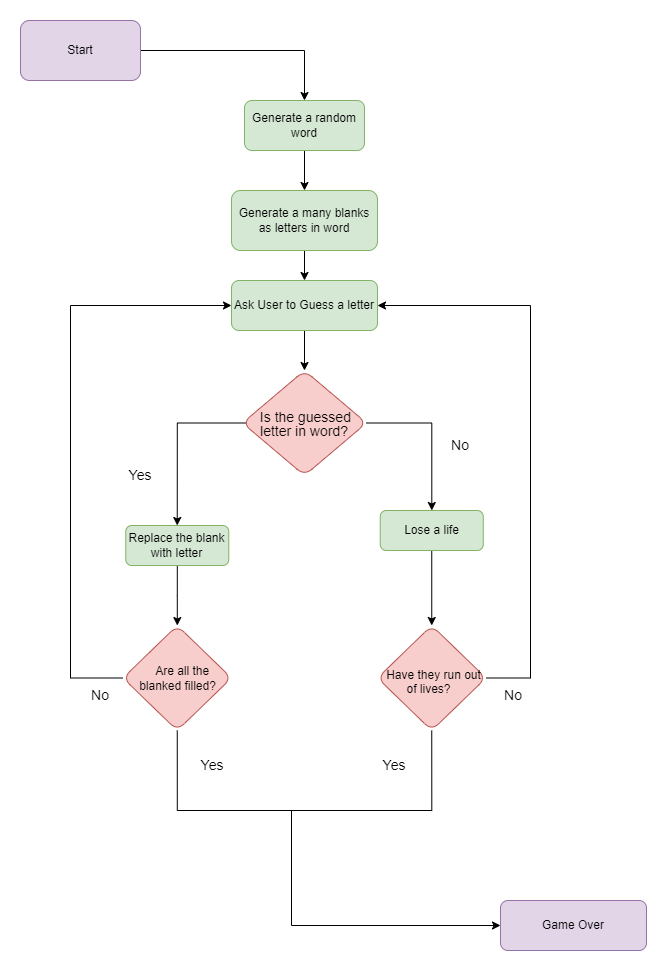 Start
Generate a random
word
Generate a many blanks
as letters in word
Ask User to Guess a letter
Is the guessed
letter in word?
No
Yes
Lose a life
Replace the blank
with letter
Are all the
blanked filled?
Have they run out
of lives?
No
No
Yes
Yes
Game Over